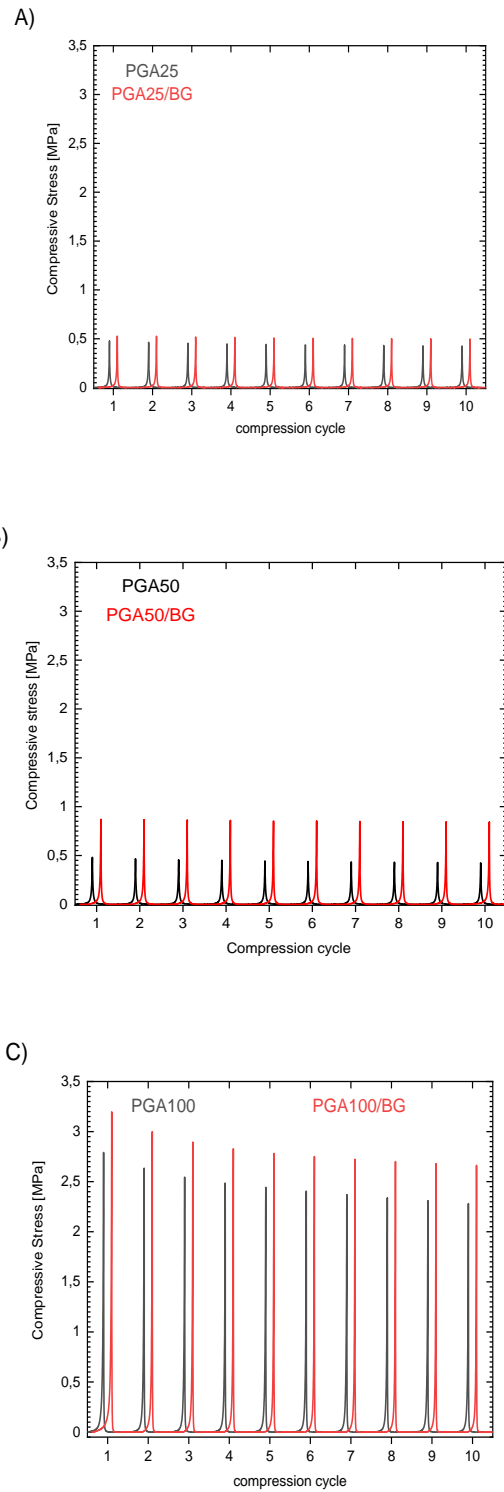 A)
3,5
PGA25
PGA25/BG
3
2,5
2
1,5
1
0,5
0
Compressive Stress [MPa]
1 2 3 4 5 6 7 8 9 10
compression cycle
)
3,5
PGA50
PGA50/BG
3
2,5
2
1,5
1
0,5
0
Compressive stress [MPa]
1 2 3 4 5 6 7 8 9 10
Compression cycle
C)
3,5
PGA100 PGA100/BG
3
2,5
2
1,5
1
0,5
0
Compressive Stress [MPa]
1 2 3 4 5 6 7 8 9 10
compression cycle